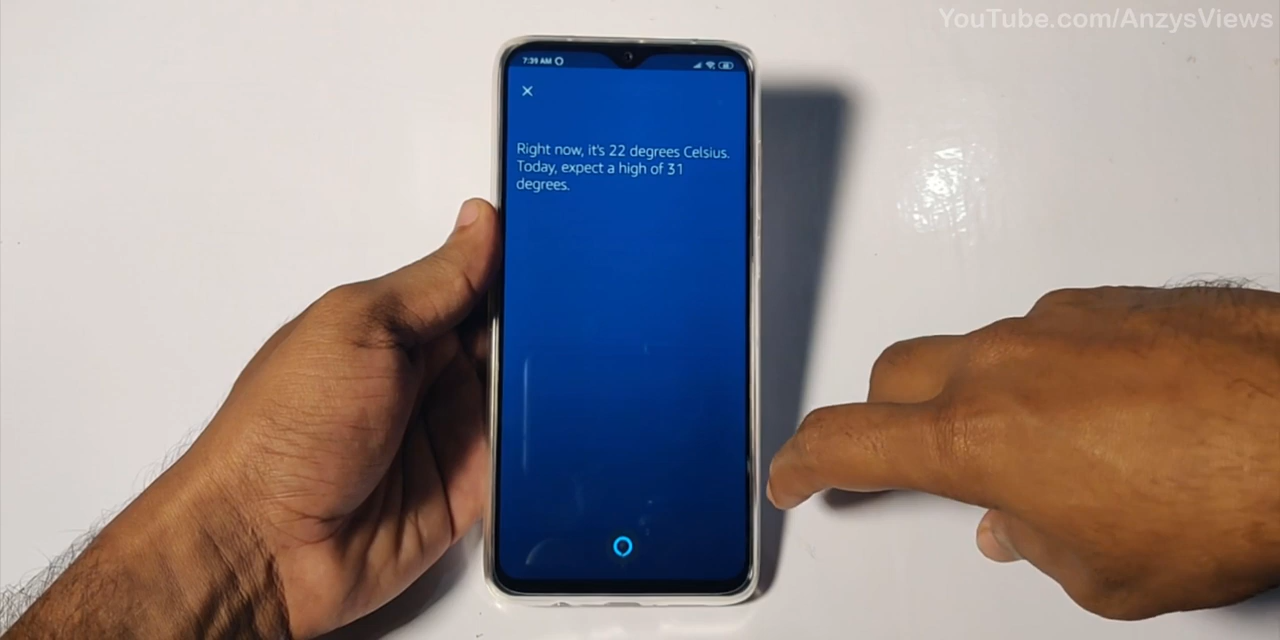 YouTube.com/AnzysViews
7:39 AM
Right now, it's 22 degrees Celsius.
Today, expect a high of 31
degrees.